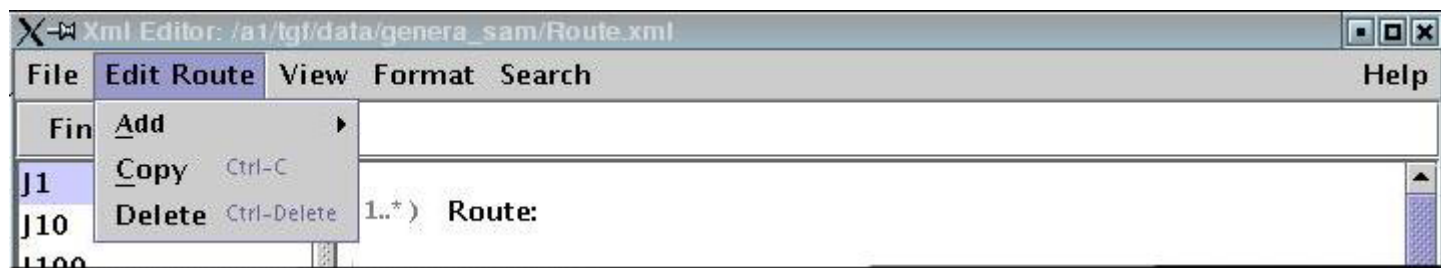 Xml Editor: /a1/tgf/data/genera_sam/Route.xml
File Edit Route View Format Search Help
Fin
Add
Copy Ctrl-C
Delete Ctrl-Delete
J1
J10
1..* ) Route:
J100